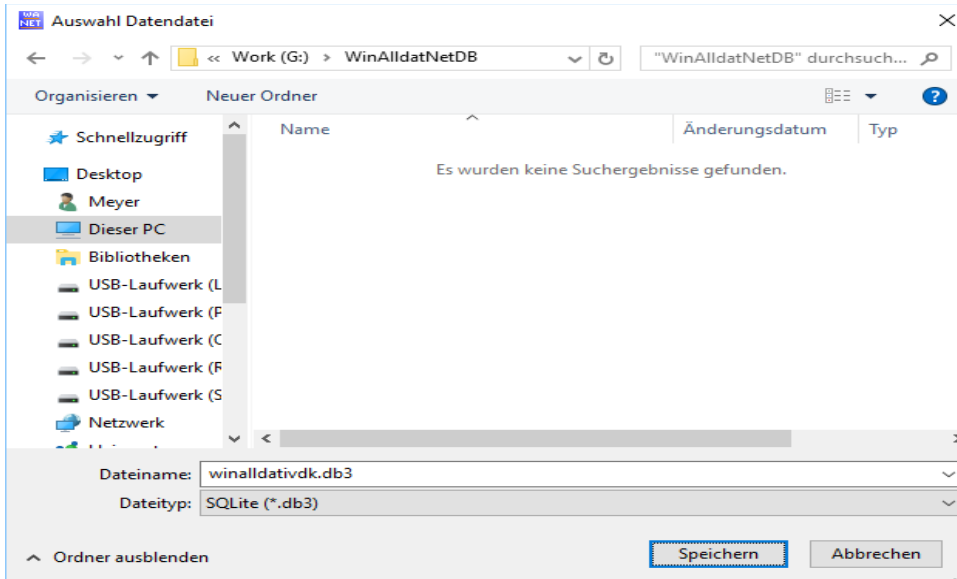 WA
NET Auswahl Datendatei
« Work (G:) › WinAlldatNetDB
"WinAlldatNetDB" durchsuch...
Organisieren Neuer Ordner
?
Name Änderungsdatum Typ
Es wurden keine Suchergebnisse gefunden.
Schnellzugriff
Desktop
Meyer
Dieser PC
Bibliotheken
USB-Laufwerk (L
USB-Laufwerk (P
USB-Laufwerk (
USB-Laufwerk (R
USB-Laufwerk (S
Netzwerk
Dateiname: winalldativdk.db3
Dateityp: SQLite (*.db3)
Ordner ausblenden
Speichern Abbrechen